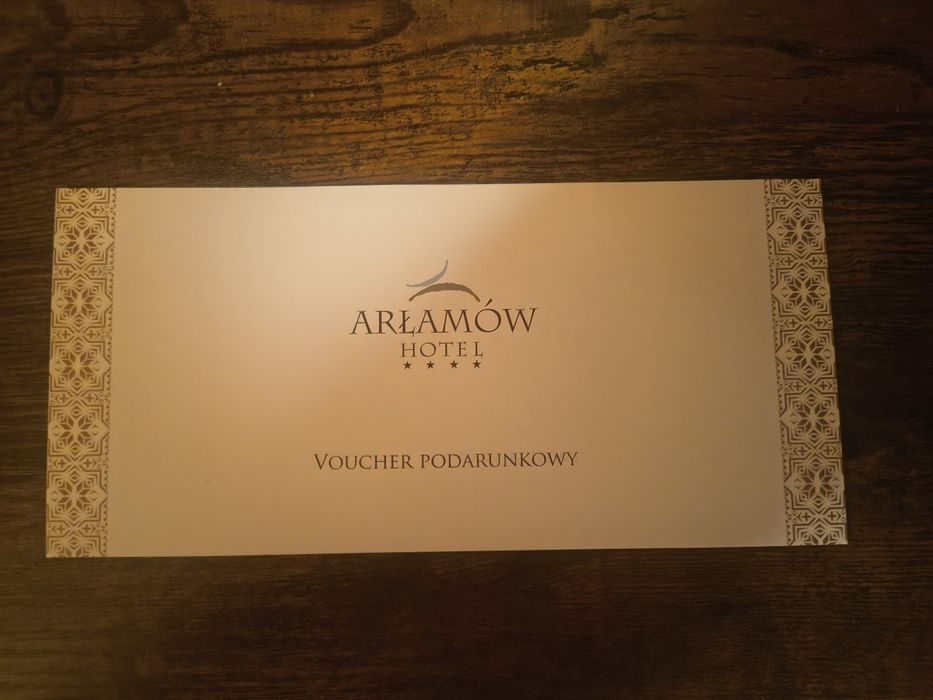 ARŁAMÓW
HOTEL
★ ★ ★ ★
VOUCHER PODARUNKOWY